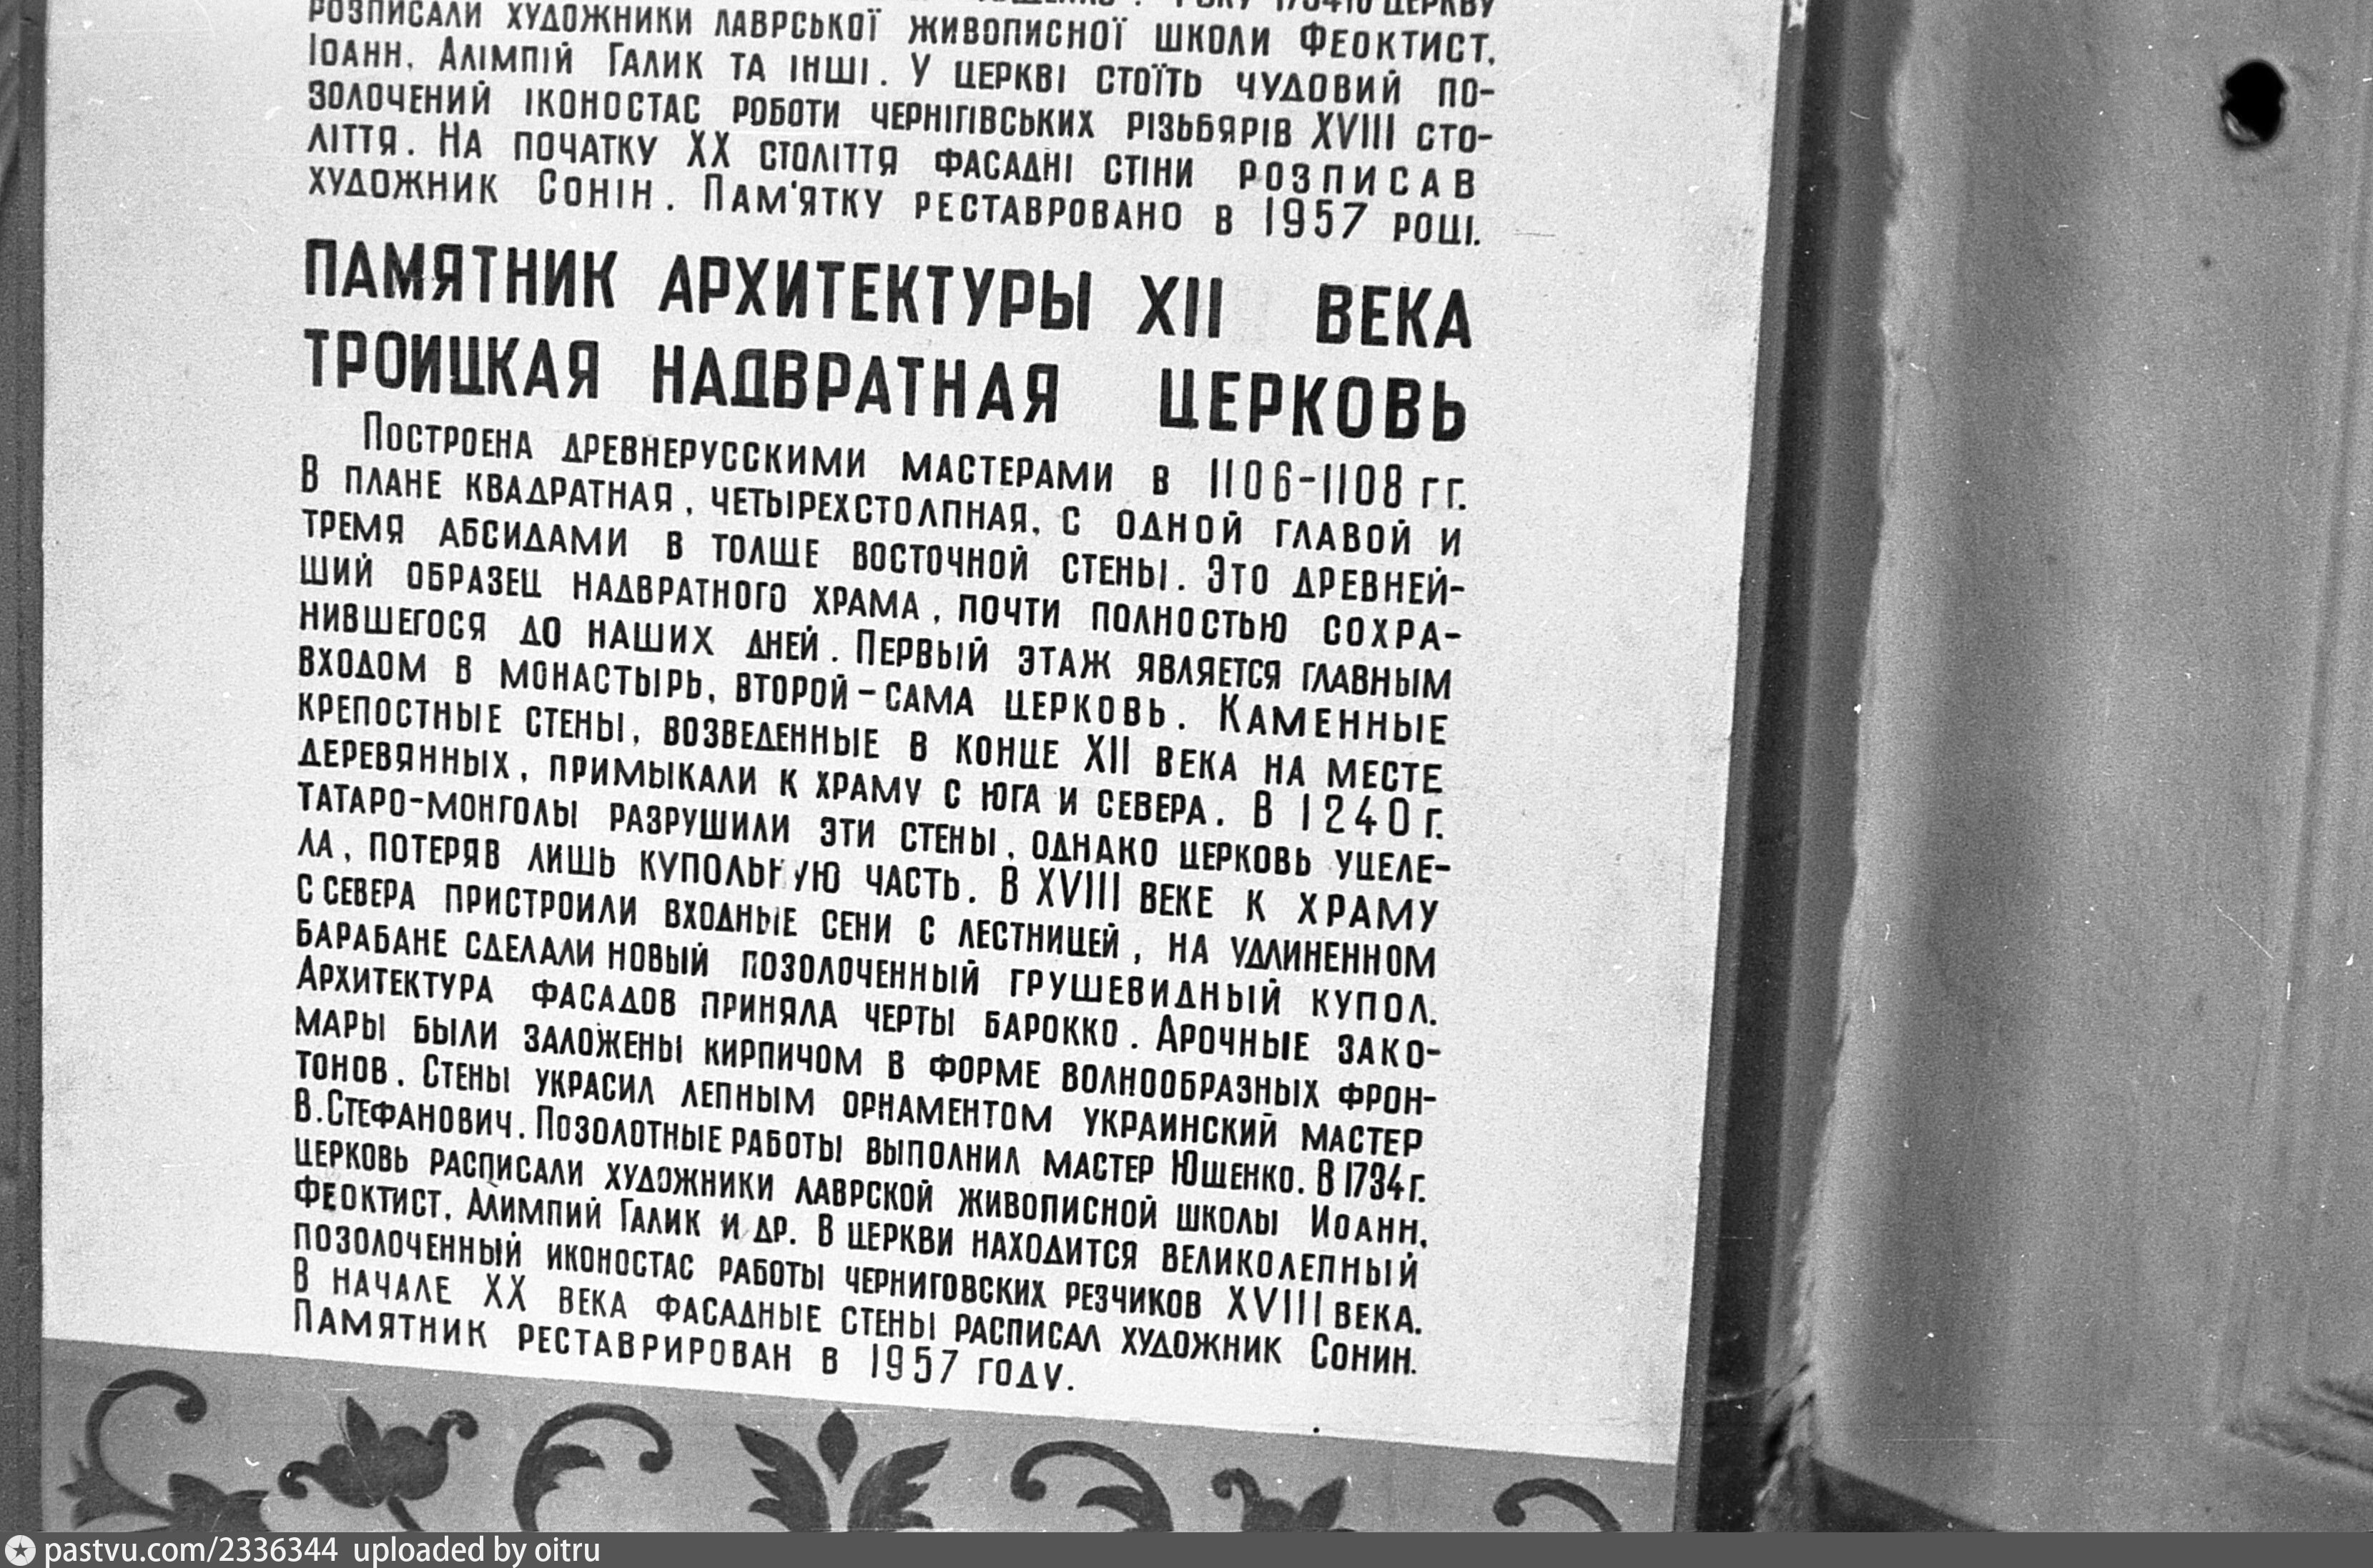 РОЗПИСАЛИ ХУДОЖНИКИ ЛАВРСЬКОЇ ЖИВОПИСНОЇ ШКОЛИ ФЕОКТИСТ,
ІОАНН, АЛІМПІЙ ГАЛИК ТА ІНШІ. У ЦЕРКВІ СТОЇТЬ ЧУДОВИЙ ПО-
ЗОЛОЧЕНИЙ ІКОНОСТАС РОБОТИ ЧЕРНІГІВСЬКИХ РІЗЬБЯРІВ XVIII СТО-
ЛІТТЯ. НА ПОЧАТКУ XX СТОЛІТТЯ ФАСАДНІ СТІНИ РОЗПИСАВ
ХУДОЖНИК СОНІН. ПАМ'ЯТКУ РЕСТАВРОВАНО В 1957 РОЦІ.
ПАМЯТНИК АРХИТЕКТУРЫ XII ВЕКА
ТРОИЦКАЯ НАДВРАТНАЯ ЦЕРКОВЬ
ПОСТРОЕНА ДРЕВНЕРУССКИМИ МАСТЕРАМИ В 1106-1108 ГГ.
В ПЛАНЕ КВАДРАТНАЯ, ЧЕТЫРЕХСТОЛПНАЯ, С ОДНОЙ ГЛАВОЙ И
ТРЕМЯ АБСИДАМИ В ТОЛЩЕ ВОСТОЧНОЙ СТЕНЫ. ЭТО ДРЕВНЕЙ-
ШИЙ ОБРАЗЕЦ НАДВРАТНОГО ХРАМА, ПОЧТИ ПОЛНОСТЬЮ СОХРА-
НИВШЕГОСЯ ДО НАШИХ ДНЕЙ. ПЕРВЫЙ ЭТАЖ ЯВЛЯЕТСЯ ГЛАВНЫМ
ВХОДОМ В МОНАСТЫРЬ, ВТОРОЙ - САМА ЦЕРКОВЬ. КАМЕННЫЕ
КРЕПОСТНЫЕ СТЕНЫ, ВОЗВЕДЕННЫЕ В КОНЦЕ XII ВЕКА НА МЕСТЕ
ДЕРЕВЯННЫХ, ПРИМЫКАЛИ К ХРАМУ С ЮГА И СЕВЕРА. В 1240 Г.
ТАТАРО-МОНГОЛЫ РАЗРУШИЛИ ЭТИ СТЕНЫ, ОДНАКО ЦЕРКОВЬ УЦЕЛЕ-
ЛА, ПОТЕРЯВ ЛИШЬ КУПОЛЬНУЮ ЧАСТЬ. В XVIII ВЕКЕ К ХРАМУ
С СЕВЕРА ПРИСТРОИЛИ ВХОДНЫЕ СЕНИ С ЛЕСТНИЦЕЙ, НА УДЛИНЕННОМ
БАРАБАНЕ СДЕЛАЛИ НОВЫЙ ПОЗОЛОЧЕННЫЙ ГРУШЕВИДНЫЙ КУПОЛ.
АРХИТЕКТУРА ФАСАДОВ ПРИНЯЛА ЧЕРТЫ БАРОККО. АРОЧНЫЕ ЗАКО-
МАРЫ БЫЛИ ЗАЛОЖЕНЫ КИРПИЧОМ В ФОРМЕ ВОЛНООБРАЗНЫХ ФРОН-
ТОНОВ. СТЕНЫ УКРАСИЛ ЛЕПНЫМ ОРНАМЕНТОМ УКРАИНСКИЙ МАСТЕР
В. СТЕФАНОВИЧ. ПОЗОЛОТНЫЕ РАБОТЫ ВЫПОЛНИЛ МАСТЕР ЮЩЕНКО. В 1734 Г.
ЦЕРКОВЬ РАСПИСАЛИ ХУДОЖНИКИ ЛАВРСКОЙ ЖИВОПИСНОЙ ШКОЛЫ ИОАНН,
ФЕОКТИСТ, АЛИМПИЙ ГАЛИК И ДР. В ЦЕРКВИ НАХОДИТСЯ ВЕЛИКОЛЕПНЫЙ
ПОЗОЛОЧЕННЫЙ ИКОНОСТАС РАБОТЫ ЧЕРНИГОВСКИХ РЕЗЧИКОВ XVIII ВЕКА.
В НАЧАЛЕ XX ВЕКА ФАСАДНЫЕ СТЕНЫ РАСПИСАЛ ХУДОЖНИК СОНИН.
ПАМЯТНИК РЕСТАВРИРОВАН В 1957 ГОДУ.
pastvu.com/2336344 uploaded by oitru